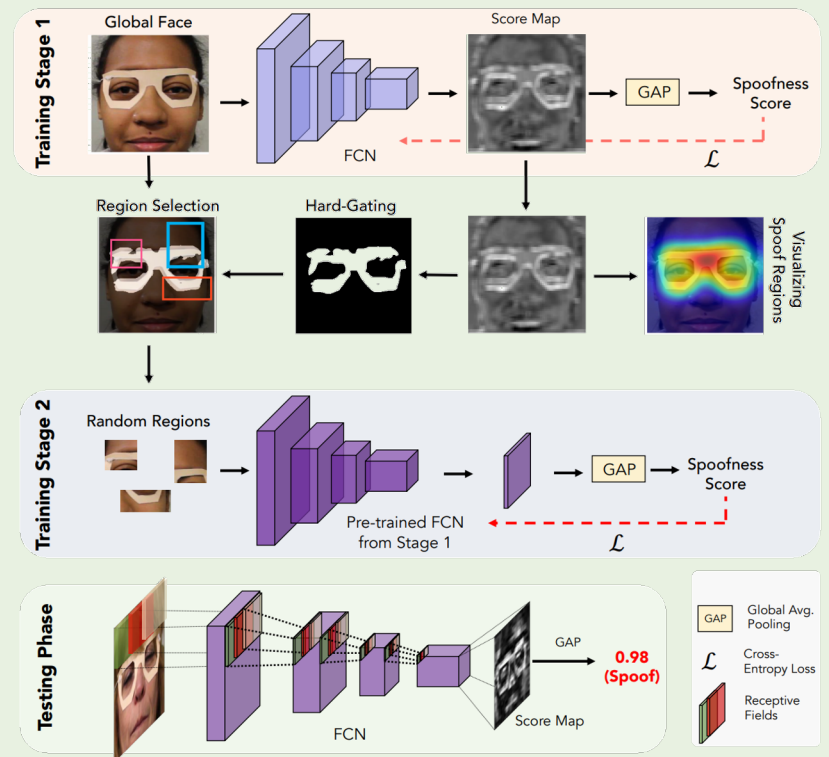 Training Stage 1
Global Face
FCN
Score Map
GAP
Spoofness
Score
ℒ
Region Selection
Hard-Gating
Visualizing
Spoof Regions
Training Stage 2
Random Regions
Pre-trained FCN
from Stage 1
GAP
Spoofness
Score
ℒ
Testing Phase
FCN
Score Map
GAP
0.98
(Spoof)
GAP
Global Avg.
Pooling
ℒ
Cross-
Entropy Loss
Receptive
Fields